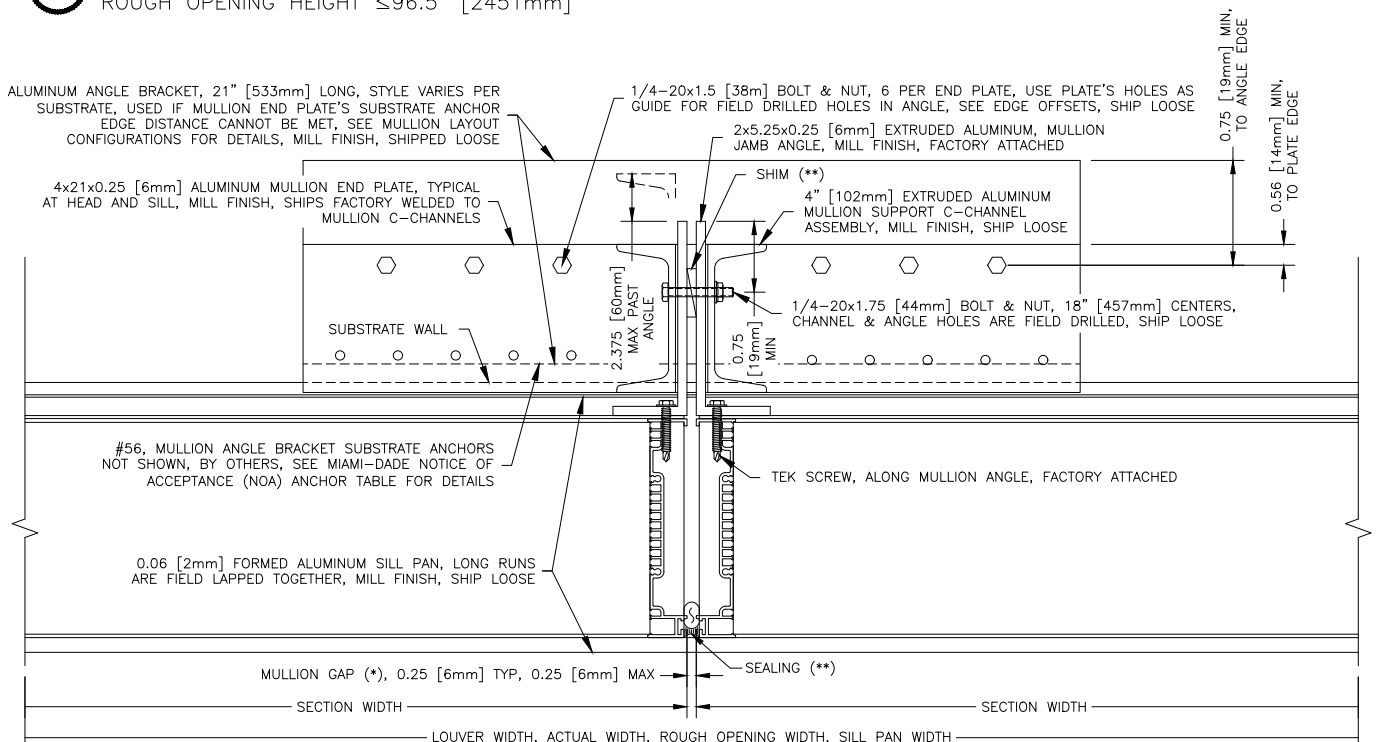 ROUGH OPENING HEIGHT ≤96.5" [2451mm]
ALUMINUM ANGLE BRACKET, 21" [533mm] LONG, STYLE VARIES PER
SUBSTRATE, USED IF MULLION END PLATE'S SUBSTRATE ANCHOR
EDGE DISTANCE CANNOT BE MET, SEE MULLION LAYOUT
CONFIGURATIONS FOR DETAILS, MILL FINISH, SHIPPED LOOSE
1/4-20x1.5 [38m] BOLT & NUT, 6 PER END PLATE, USE PLATE'S HOLES AS
GUIDE FOR FIELD DRILLED HOLES IN ANGLE, SEE EDGE OFFSETS, SHIP LOOSE
2x5.25x0.25 [6mm] EXTRUDED ALUMINUM, MULLION
JAMB ANGLE, MILL FINISH, FACTORY ATTACHED
0.75 [19mm] MIN,
TO ANGLE EDGE
0.56 [14mm] MIN,
TO PLATE EDGE
4x21x0.25 [6mm] ALUMINUM MULLION END PLATE, TYPICAL
AT HEAD AND SILL, MILL FINISH, SHIPS FACTORY WELDED TO
MULLION C-CHANNELS
SHIM (**)
4" [102mm] EXTRUDED ALUMINUM
MULLION SUPPORT C-CHANNEL
ASSEMBLY, MILL FINISH, SHIP LOOSE
2.375 [60mm]
MAX PAST
ANGLE
0.75
[19mm]
MIN
1/4-20x1.75 [44mm] BOLT & NUT, 18" [457mm] CENTERS,
CHANNEL & ANGLE HOLES ARE FIELD DRILLED, SHIP LOOSE
SUBSTRATE WALL
#56, MULLION ANGLE BRACKET SUBSTRATE ANCHORS
NOT SHOWN, BY OTHERS, SEE MIAMI-DADE NOTICE OF
ACCEPTANCE (NOA) ANCHOR TABLE FOR DETAILS
TEK SCREW, ALONG MULLION ANGLE, FACTORY ATTACHED
0.06 [2mm] FORMED ALUMINUM SILL PAN, LONG RUNS
ARE FIELD LAPPED TOGETHER, MILL FINISH, SHIP LOOSE
MULLION GAP (*), 0.25 [6mm] TYP, 0.25 [6mm] MAX
SEALING (**)
SECTION WIDTH
SECTION WIDTH
LOUVER WIDTH, ACTUAL WIDTH, ROUGH OPENING WIDTH, SILL PAN WIDTH